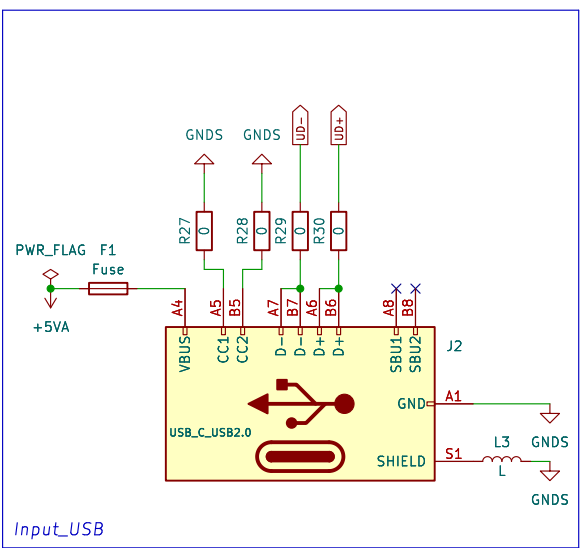 UD-
UD+
GNDS
GNDS
R27
0
R28
0
R29
0
R30
0
PWR_FLAG
F1
Fuse
+5VA
A4
A5
B5
A7
B7
A6
B6
A8
B8
VBUS
CC1
CC2
D-
D-
D+
D+
SBU1
SBU2
J2
GND
A1
GNDS
USB_C_USB2.0
SHIELD
S1
L3
L
GNDS
Input_USB